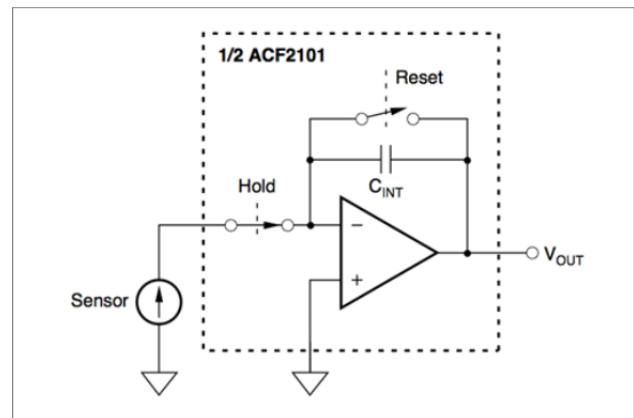 1/2 ACF2101
Reset
C_INT
Hold
−
+
V_OUT
Sensor